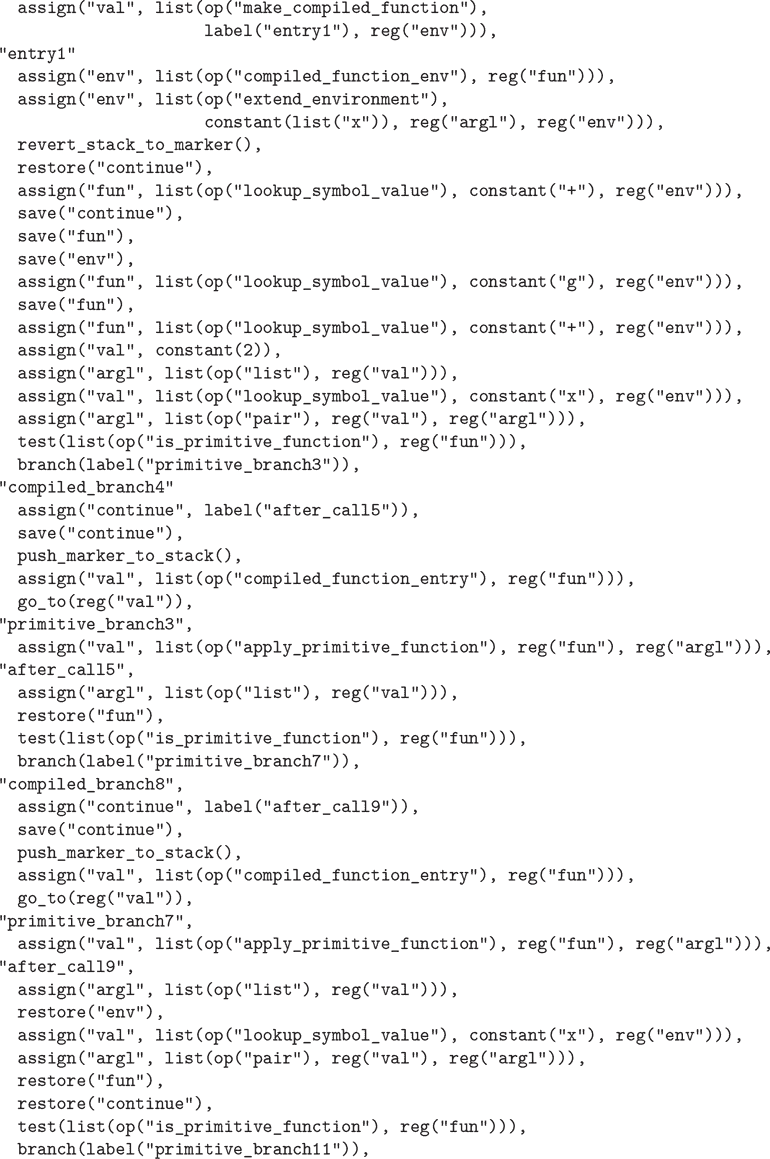 assign("val", list(op("make_compiled_function"),
label("entry1"), reg("env"))),
"entry1"
assign("env", list(op("compiled_function_env"), reg("fun"))),
assign("env", list(op("extend_environment"),
constant(list("x")), reg("argl"), reg("env"))),
revert_stack_to_marker(),
restore("continue"),
assign("fun", list(op("lookup_symbol_value"), constant("+"), reg("env"))),
save("continue"),
save("fun"),
save("env"),
assign("fun", list(op("lookup_symbol_value"), constant("g"), reg("env"))),
save("fun"),
assign("fun", list(op("lookup_symbol_value"), constant("+"), reg("env"))),
assign("val", constant(2)),
assign("argl", list(op("list"), reg("val"))),
assign("val", list(op("lookup_symbol_value"), constant("x"), reg("env"))),
assign("argl", list(op("pair"), reg("val"), reg("argl"))),
test(list(op("is_primitive_function"), reg("fun"))),
branch(label("primitive_branch3")),
"compiled_branch4"
assign("continue", label("after_call5")),
save("continue"),
push_marker_to_stack(),
assign("val", list(op("compiled_function_entry"), reg("fun"))),
go_to(reg("val")),
"primitive_branch3",
assign("val", list(op("apply_primitive_function"), reg("fun"), reg("argl"))),
"after_call5",
assign("argl", list(op("list"), reg("val"))),
restore("fun"),
test(list(op("is_primitive_function"), reg("fun"))),
branch(label("primitive_branch7")),
"compiled_branch8",
assign("continue", label("after_call9")),
save("continue"),
push_marker_to_stack(),
assign("val", list(op("compiled_function_entry"), reg("fun"))),
go_to(reg("val")),
"primitive_branch7",
assign("val", list(op("apply_primitive_function"), reg("fun"), reg("argl"))),
"after_call9",
assign("argl", list(op("list"), reg("val"))),
restore("env"),
assign("val", list(op("lookup_symbol_value"), constant("x"), reg("env"))),
assign("argl", list(op("pair"), reg("val"), reg("argl"))),
restore("fun"),
restore("continue"),
test(list(op("is_primitive_function"), reg("fun"))),
branch(label("primitive_branch11")),